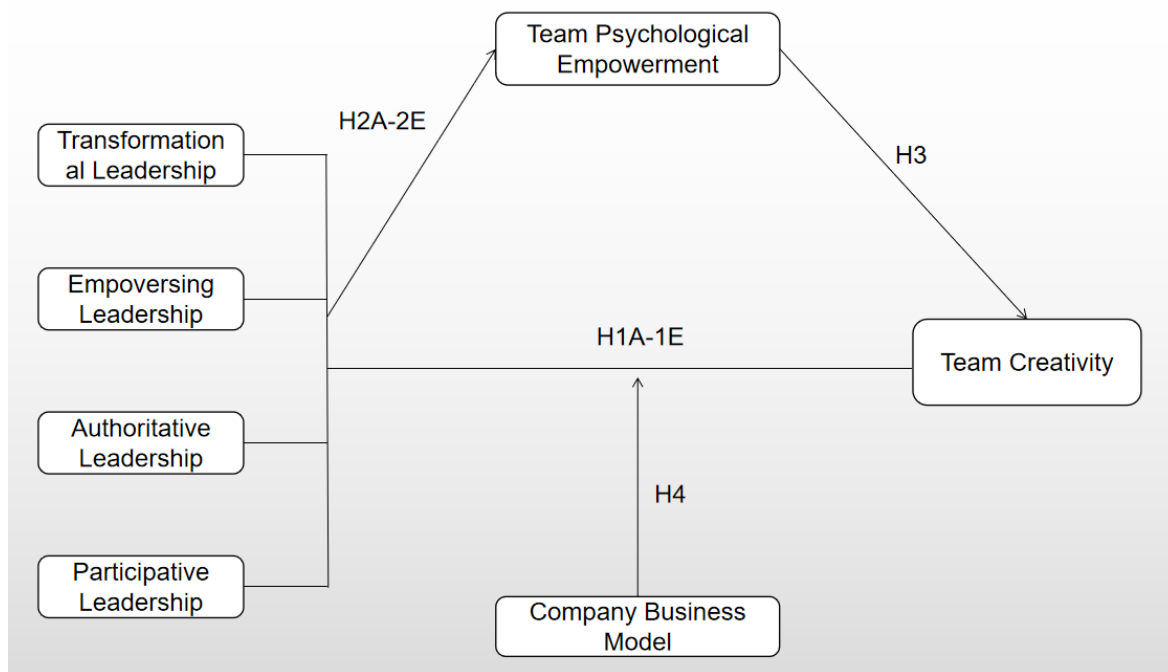 Team Psychological
Empowerment
H2A-2E
Transformation
al Leadership
H3
Empoversing
Leadership
H1A-1E
Team Creativity
Authoritative
Leadership
H4
Participative
Leadership
Company Business
Model